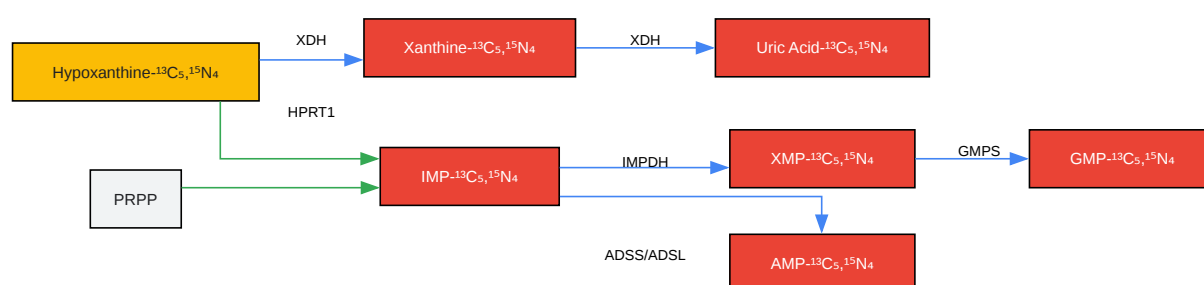 XDH
XDH
Xanthine-¹³C₅,¹⁵N₄
Uric Acid-¹³C₅,¹⁵N₄
Hypoxanthine-¹³C₅,¹⁵N₄
HPRT1
IMPDH
XMP-¹³C₅,¹⁵N₄
GMPS
GMP-¹³C₅,¹⁵N₄
IMP-¹³C₅,¹⁵N₄
PRPP
ADSS/ADSL
AMP-¹³C₅,¹⁵N₄